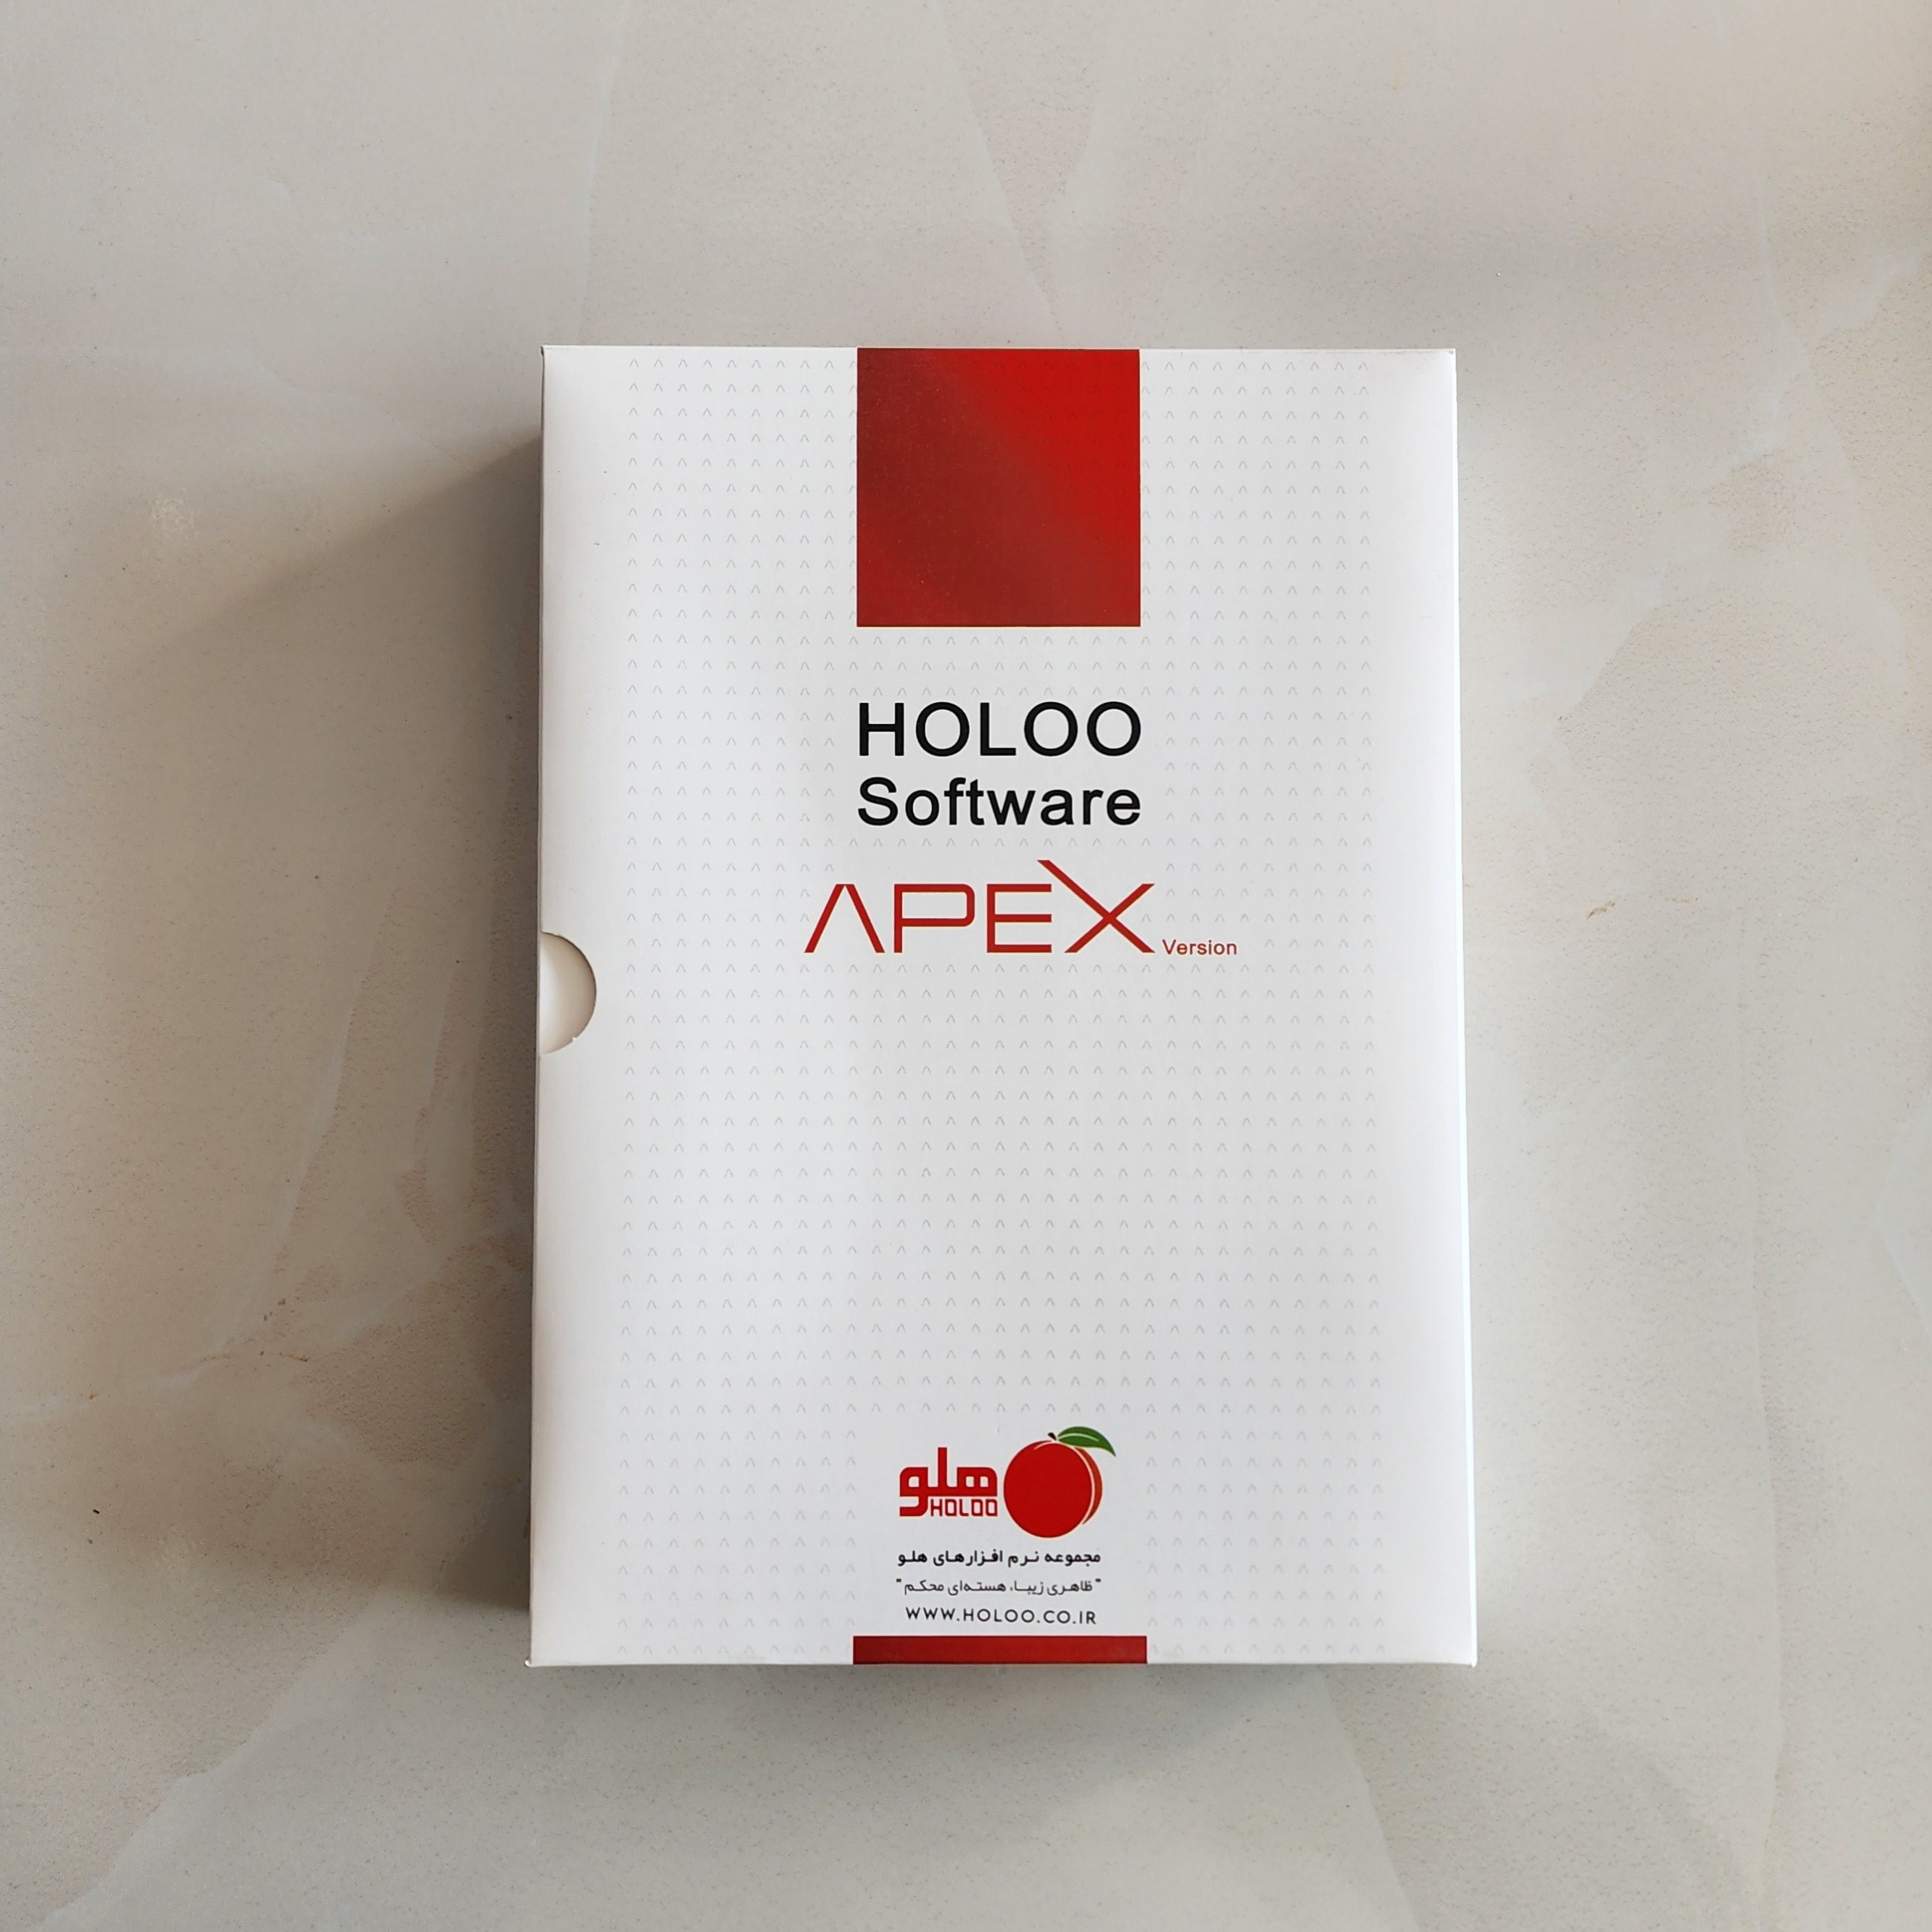 HOLOO
Software
APEX Version
هلو
HOLOO
مجموعه نرم افزارهای هلو
"ظاهری زیبا، هسته‌ای محکم"
WWW.HOLOO.CO.IR